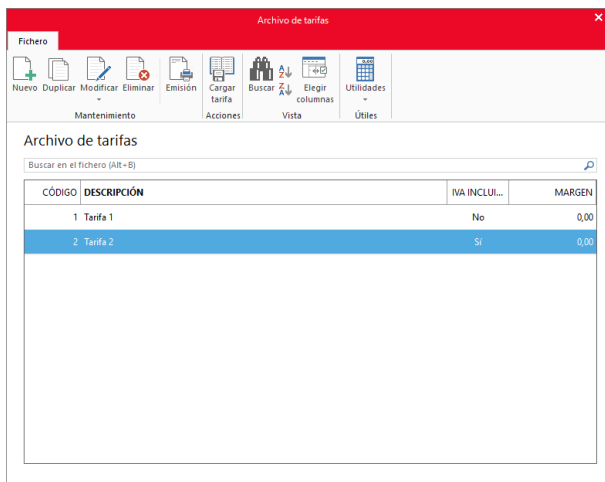 Archivo de tarifas
Fichero
Nuevo Duplicar Modificar Eliminar Emisión Cargar tarifa Buscar Elegir columnas Utilidades
Mantenimiento Acciones Vista Útiles
Archivo de tarifas
Buscar en el fichero (Alt+B)
CÓDIGO DESCRIPCIÓN IVA INCLUI... MARGEN
1 Tarifa 1 No 0,00
2 Tarifa 2 Sí 0,00